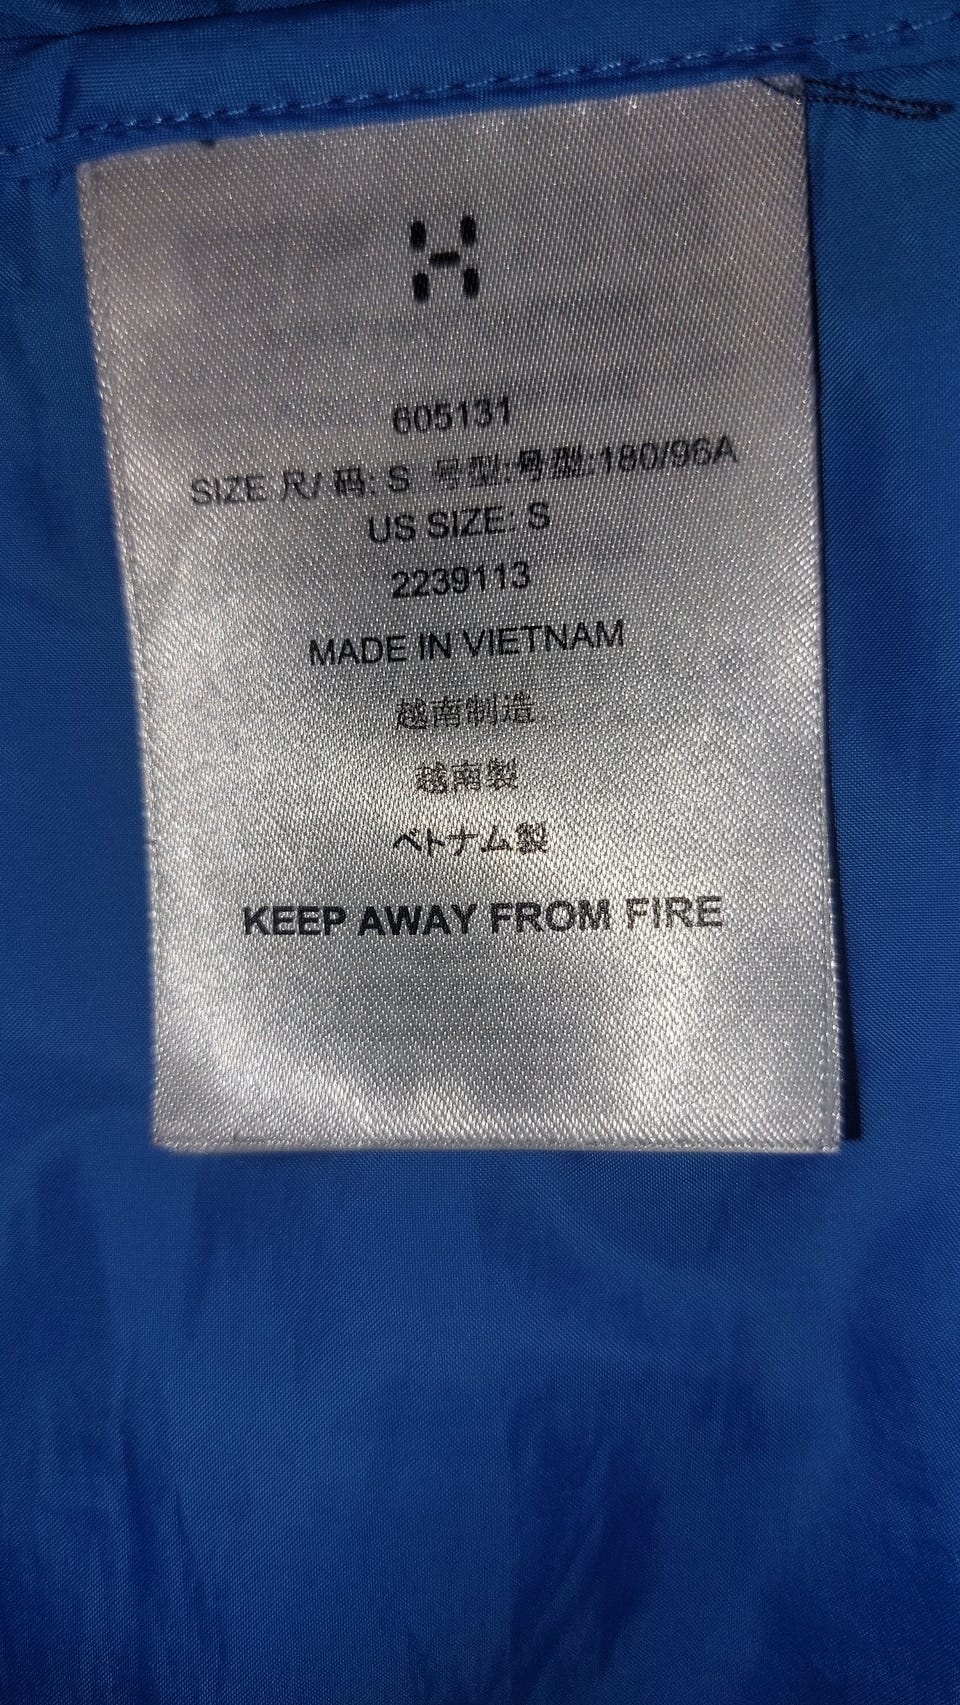 605131
SIZE 尺/ 码: S 号型:号型:180/96A
US SIZE: S
2239113
MADE IN VIETNAM
越南制造
越南製
ベトナム製
KEEP AWAY FROM FIRE